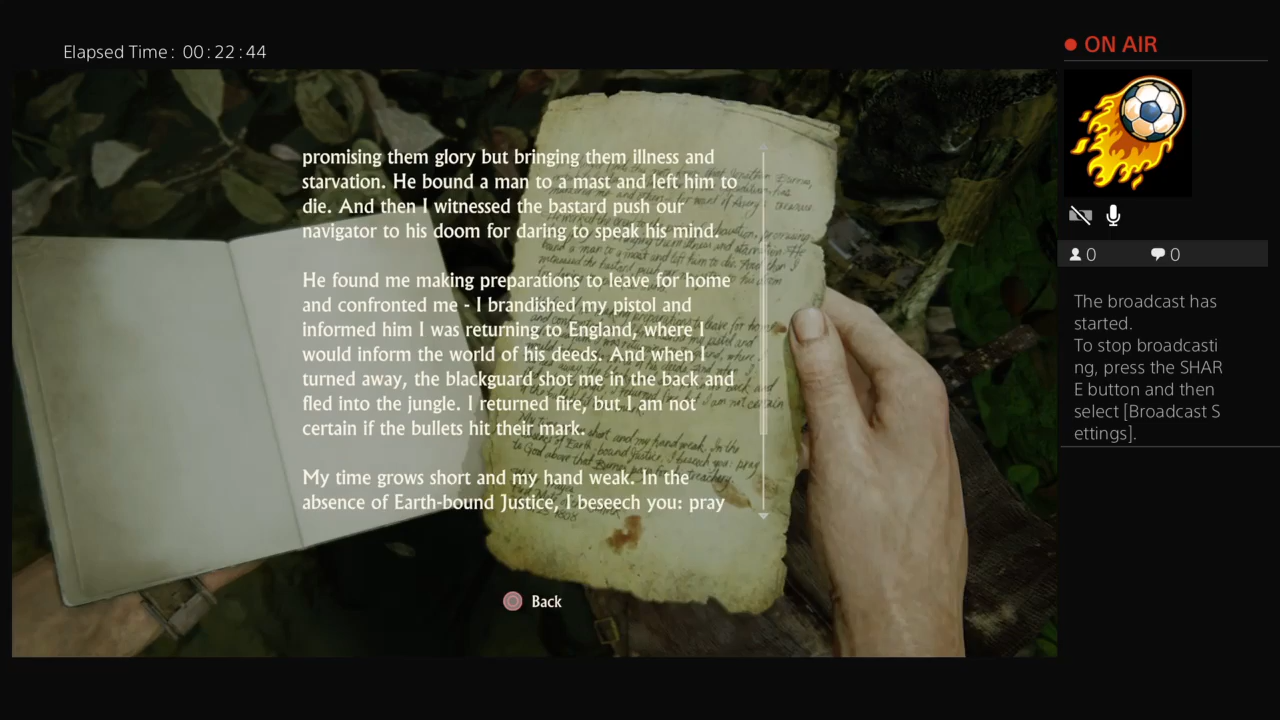 Elapsed Time: 00:22:44
ON AIR
promising them glory but bringing them illness and
starvation. He bound a man to a mast and left him to
die. And then I witnessed the bastard push our
navigator to his doom for daring to speak his mind.
He found me making preparations to leave for home
and confronted me - I brandished my pistol and
informed him I was returning to England, where I
would inform the world of his deeds. And when I
turned away, the blackguard shot me in the back and
fled into the jungle. I returned fire, but I am not
certain if the bullets hit their mark.
My time grows short and my hand weak. In the
absence of Earth-bound Justice, I beseech you: pray
Back
0
0
The broadcast has
started.
To stop broadcasti
ng, press the SHAR
E button and then
select [Broadcast S
ettings].